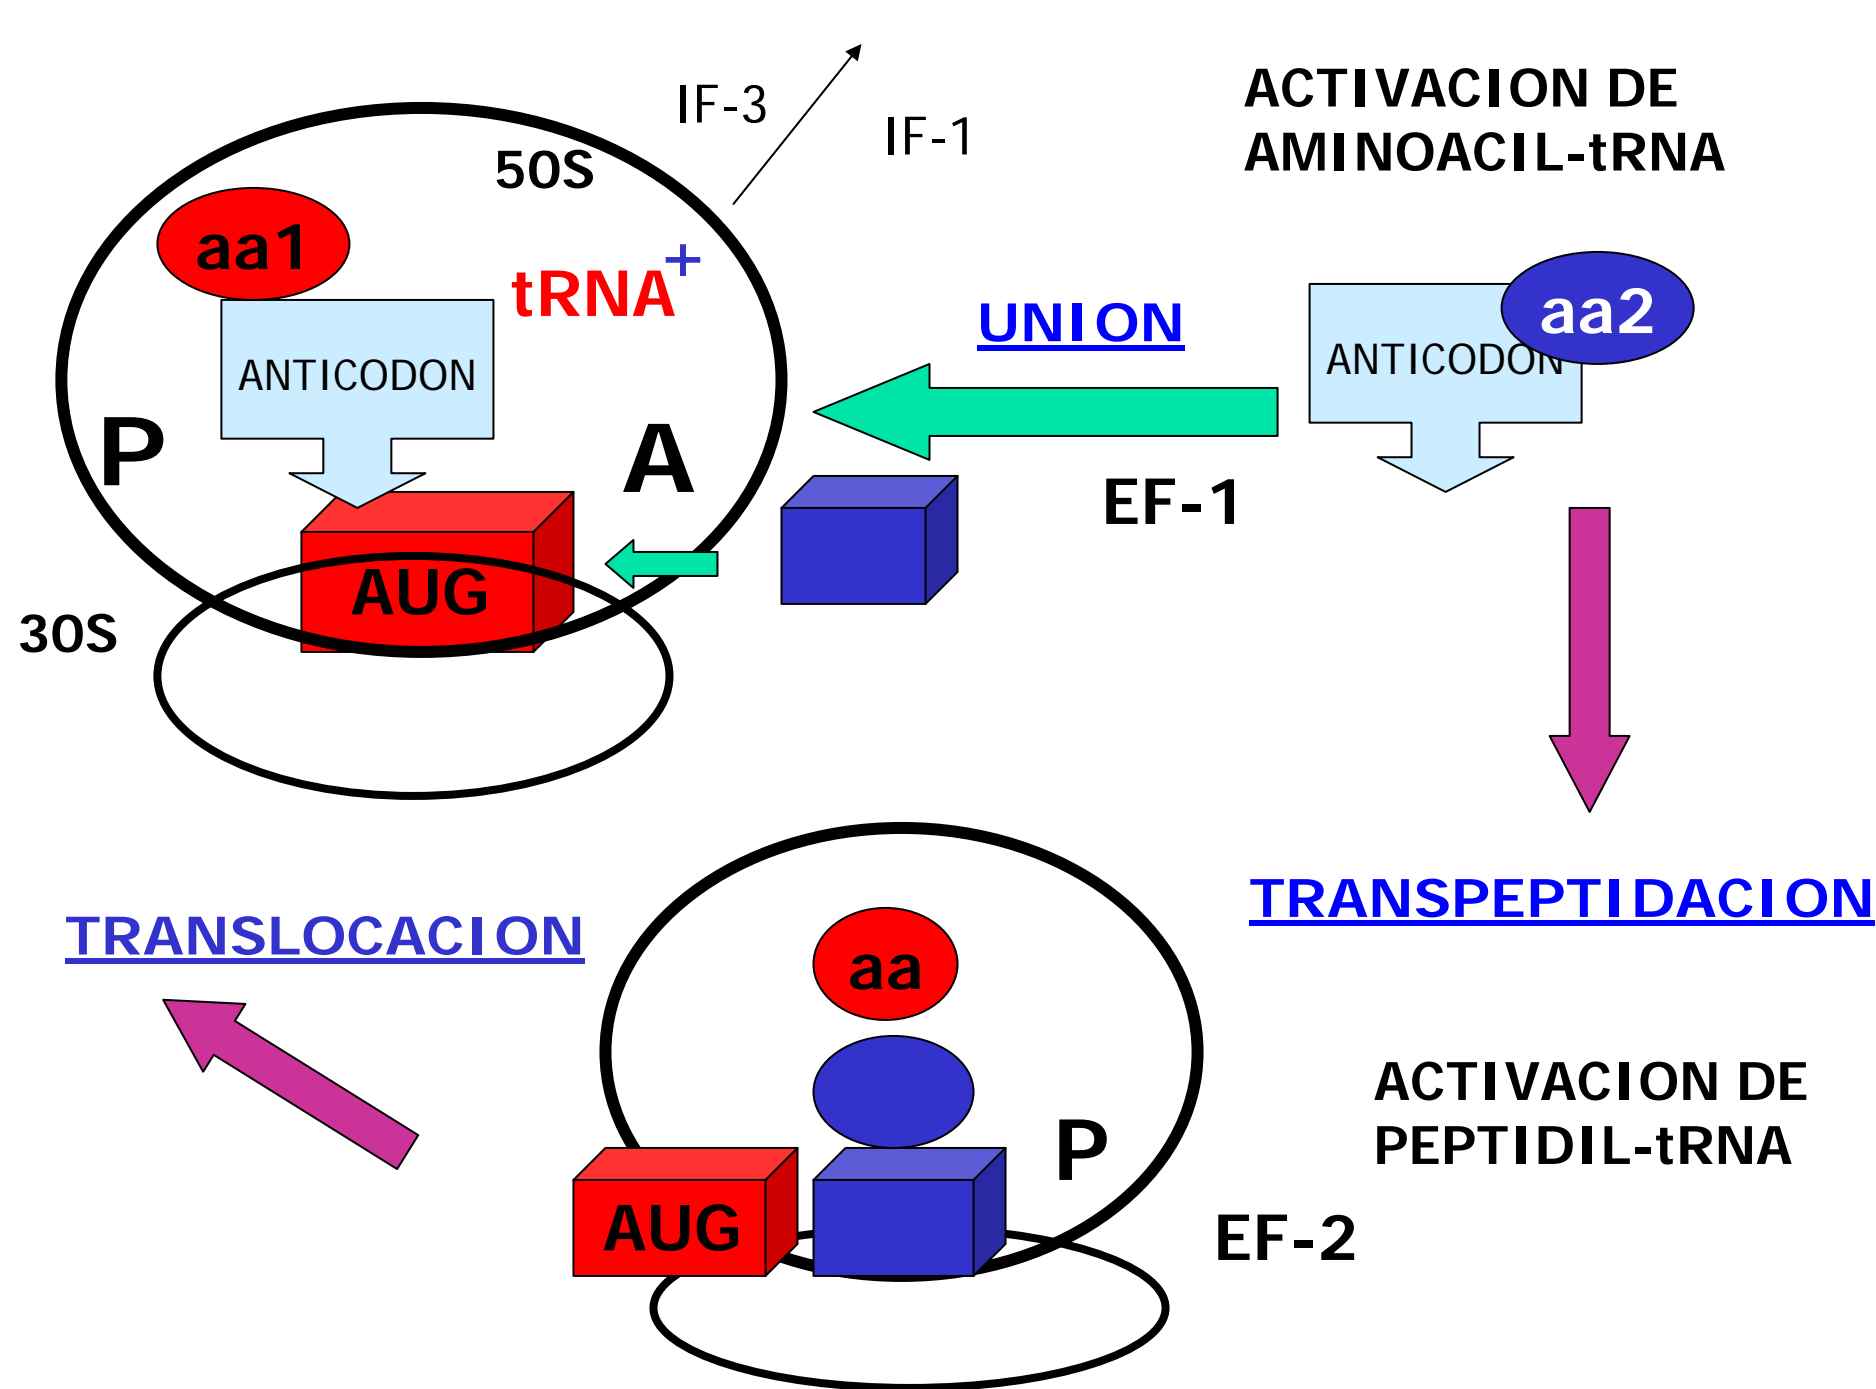 IF-3
IF-1
ACTIVACION DE
AMINOACIL-tRNA
50S
aa1
tRNA+
UNION
aa2
ANTICODON
ANTICODON
P
A
EF-1
AUG
30S
TRANSPEPTIDACION
TRANSLOCACION
aa
ACTIVACION DE
PEPTIDIL-tRNA
P
AUG
EF-2